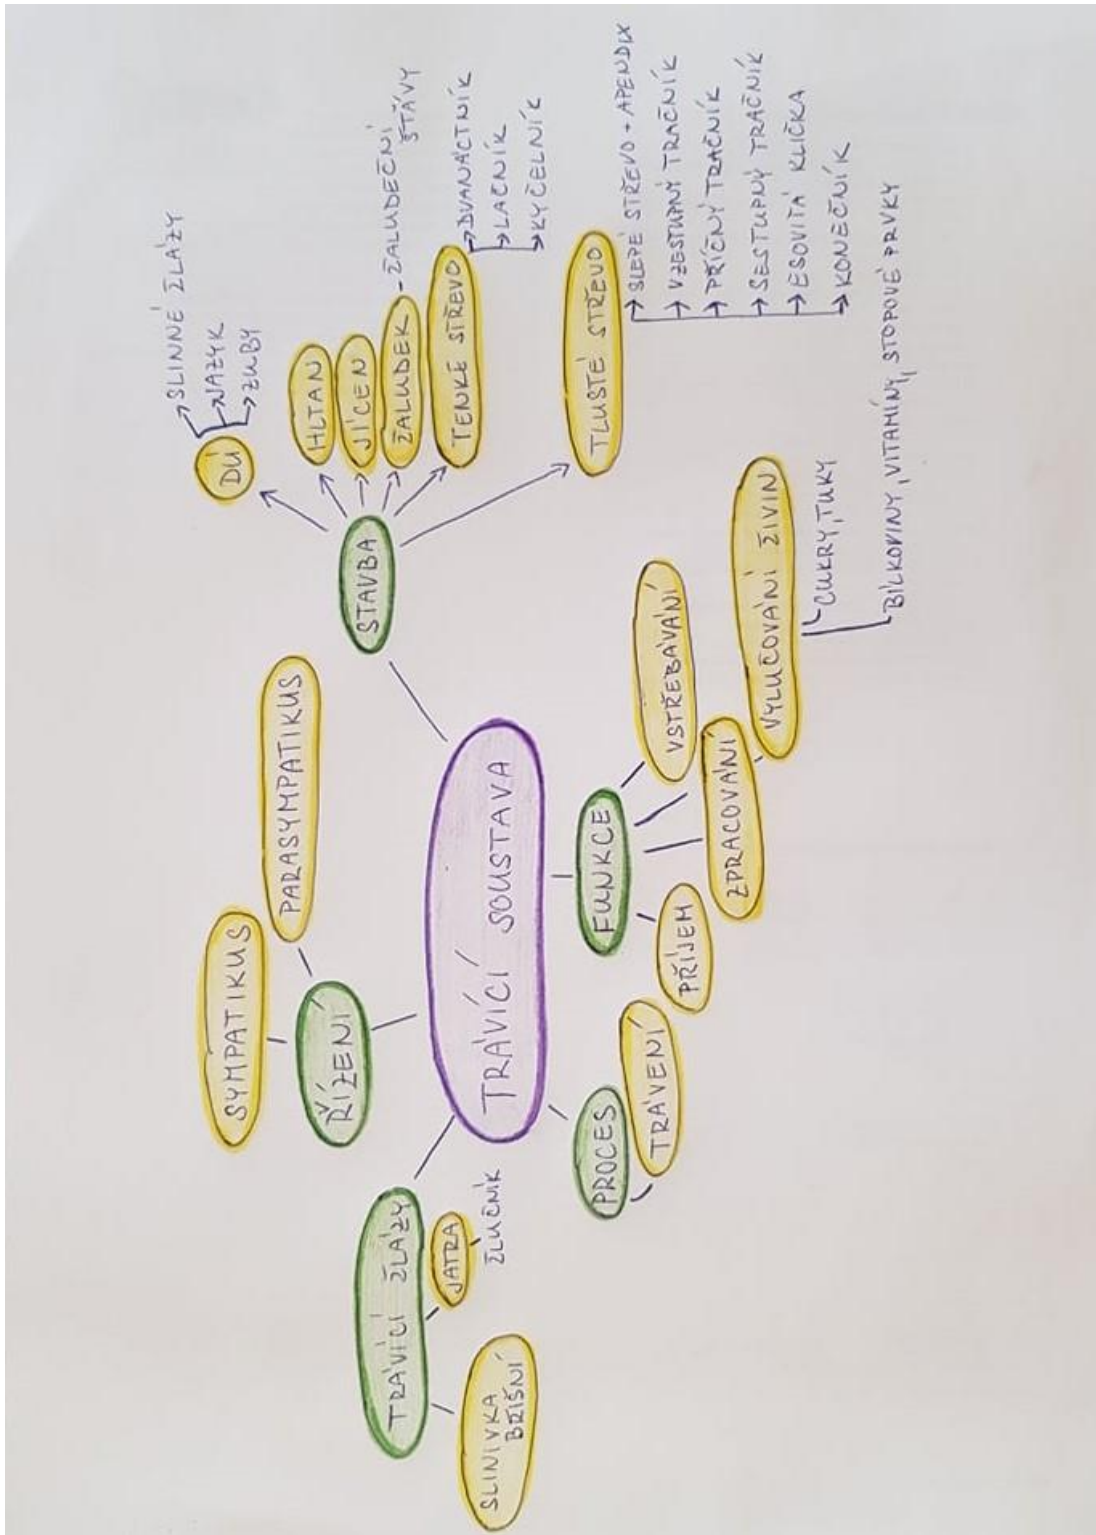 TRÁVICÍ SOUSTAVA
STAVBA
DÚ
SLINNÉ ŽLÁZY
JAZYK
ZUBY
HLTAN
JÍCEN
ŽALUDEK
- ŽALUDEČNÍ
ŠŤÁVY
TENKÉ STŘEVO
DVANÁCTNÍK
LAČNÍK
KYČELNÍK
TLUSTÉ STŘEVO
SLEPÉ STŘEVO + APENDIX
VZESTUPNÝ TRAČNÍK
PŘÍČNÝ TRAČNÍK
SESTUPNÝ TRAČNÍK
ESOVITÁ KLIČKA
KONEČNÍK
FUNKCE
VSTŘEBÁVÁNÍ
VYLUČOVÁNÍ ŽIVIN
CUKRY, TUKY
BÍLKOVINY, VITAMÍNY, STOPOVÉ PRVKY
ZPRACOVÁNÍ
PŘÍJEM
PROCES
TRÁVENÍ
TRÁVICÍ ŽLÁZY
JATRA
ŽLUČNÍK
SLINIVKA
BŘIŠNÍ
ŘÍZENÍ
SYMPATIKUS
PARASYMPATIKUS